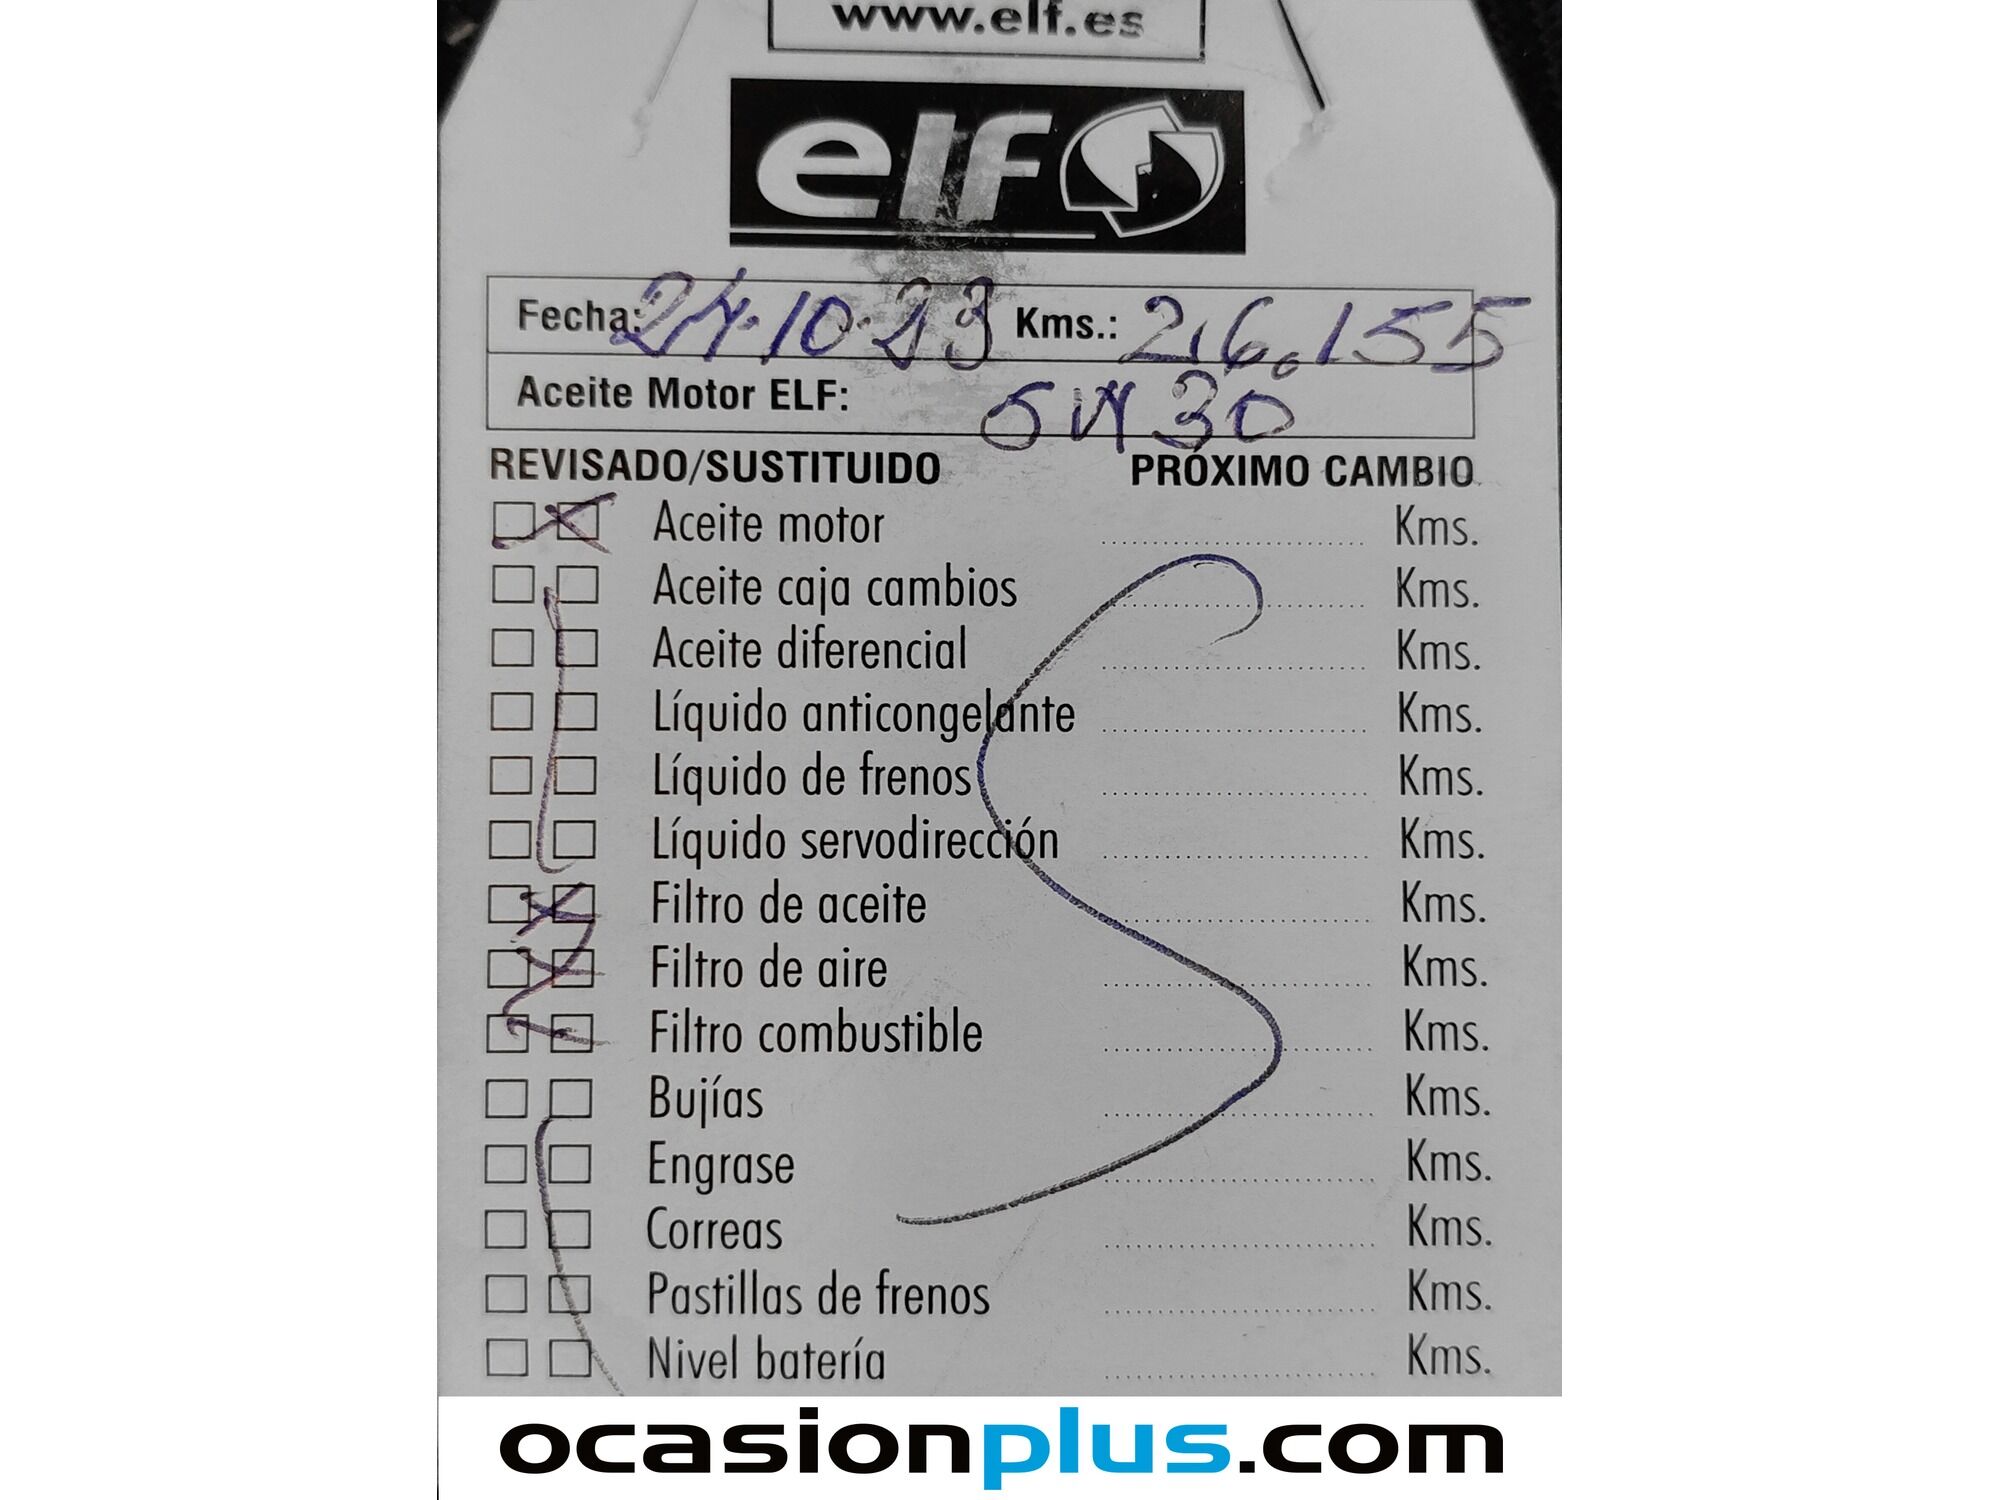 www.elf.es
elf
Fecha: 24.10.23 Kms.: 26.155
Aceite Motor ELF: 5W30
REVISADO/SUSTITUIDO PRÓXIMO CAMBIO
Aceite motor Kms.
Aceite caja cambios Kms.
Aceite diferencial Kms.
Líquido anticongelante Kms.
Líquido de frenos Kms.
Líquido servodirección Kms.
Filtro de aceite Kms.
Filtro de aire Kms.
Filtro combustible Kms.
Bujías Kms.
Engrase Kms.
Correas Kms.
Pastillas de frenos Kms.
Nivel batería Kms.
ocasionplus.com